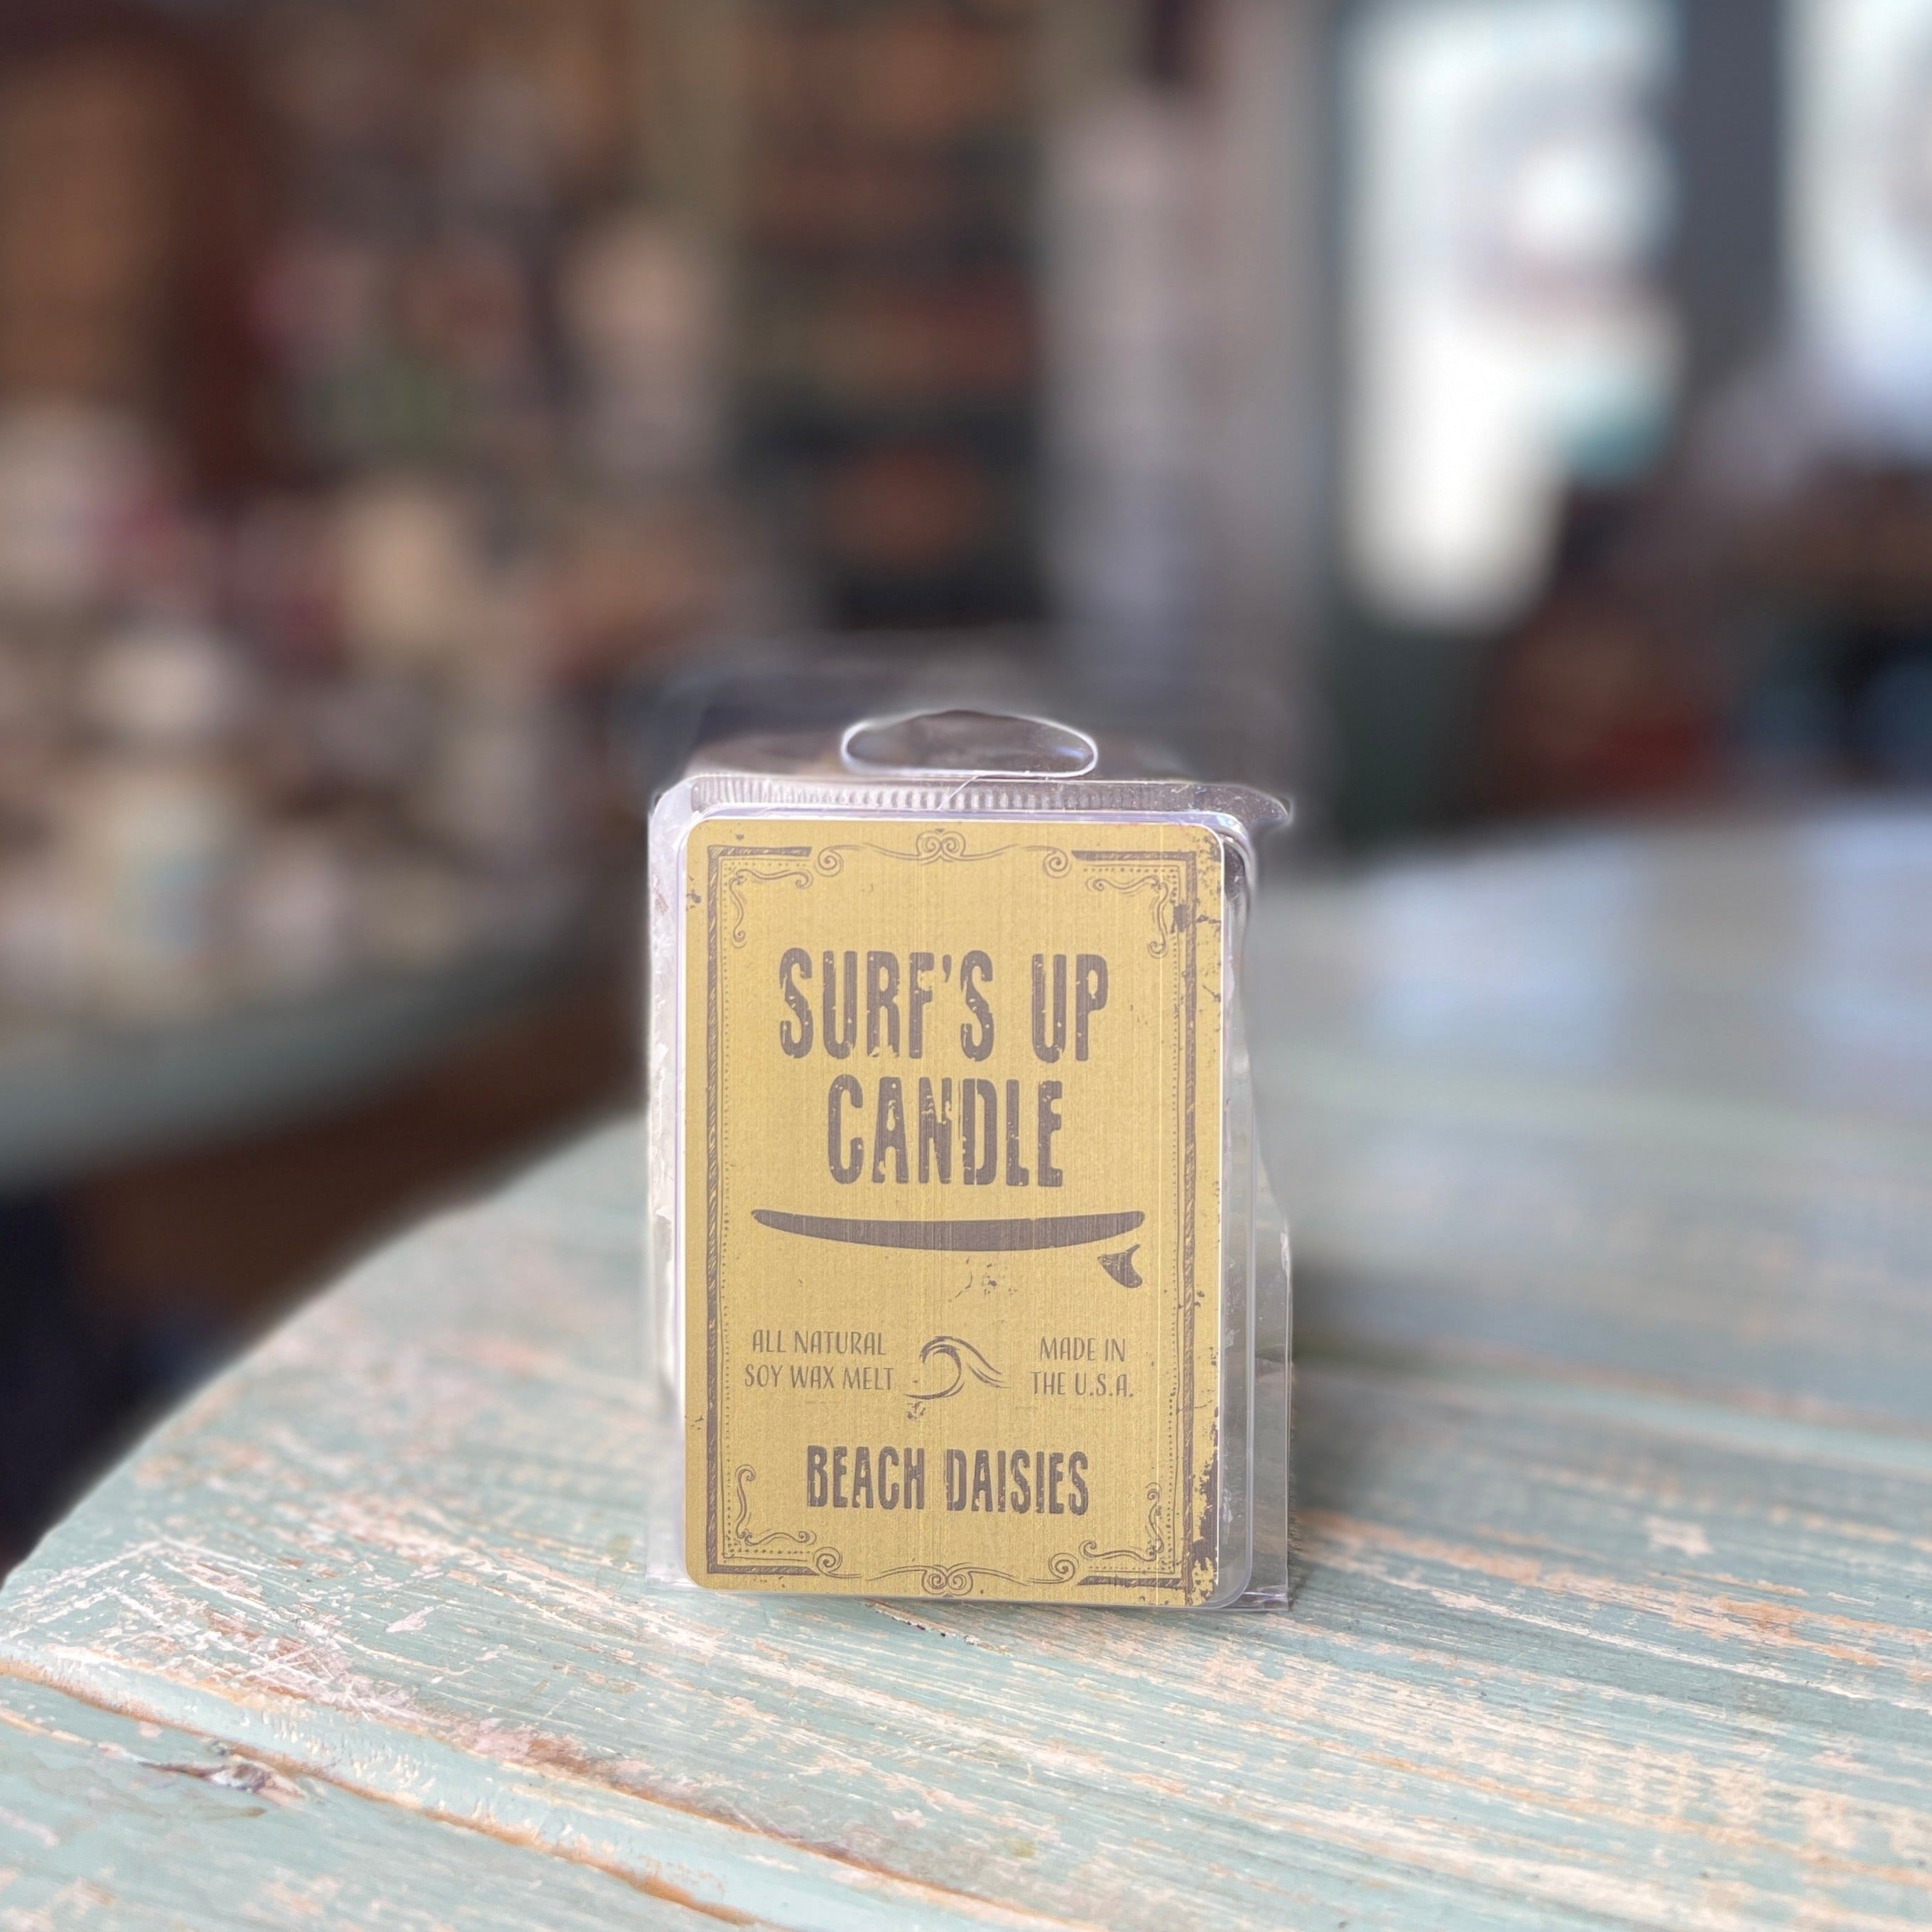 SURF'S UP
CANDLE
ALL NATURAL
SOY WAX MELT
MADE IN
THE U.S.A.
BEACH DAISIES